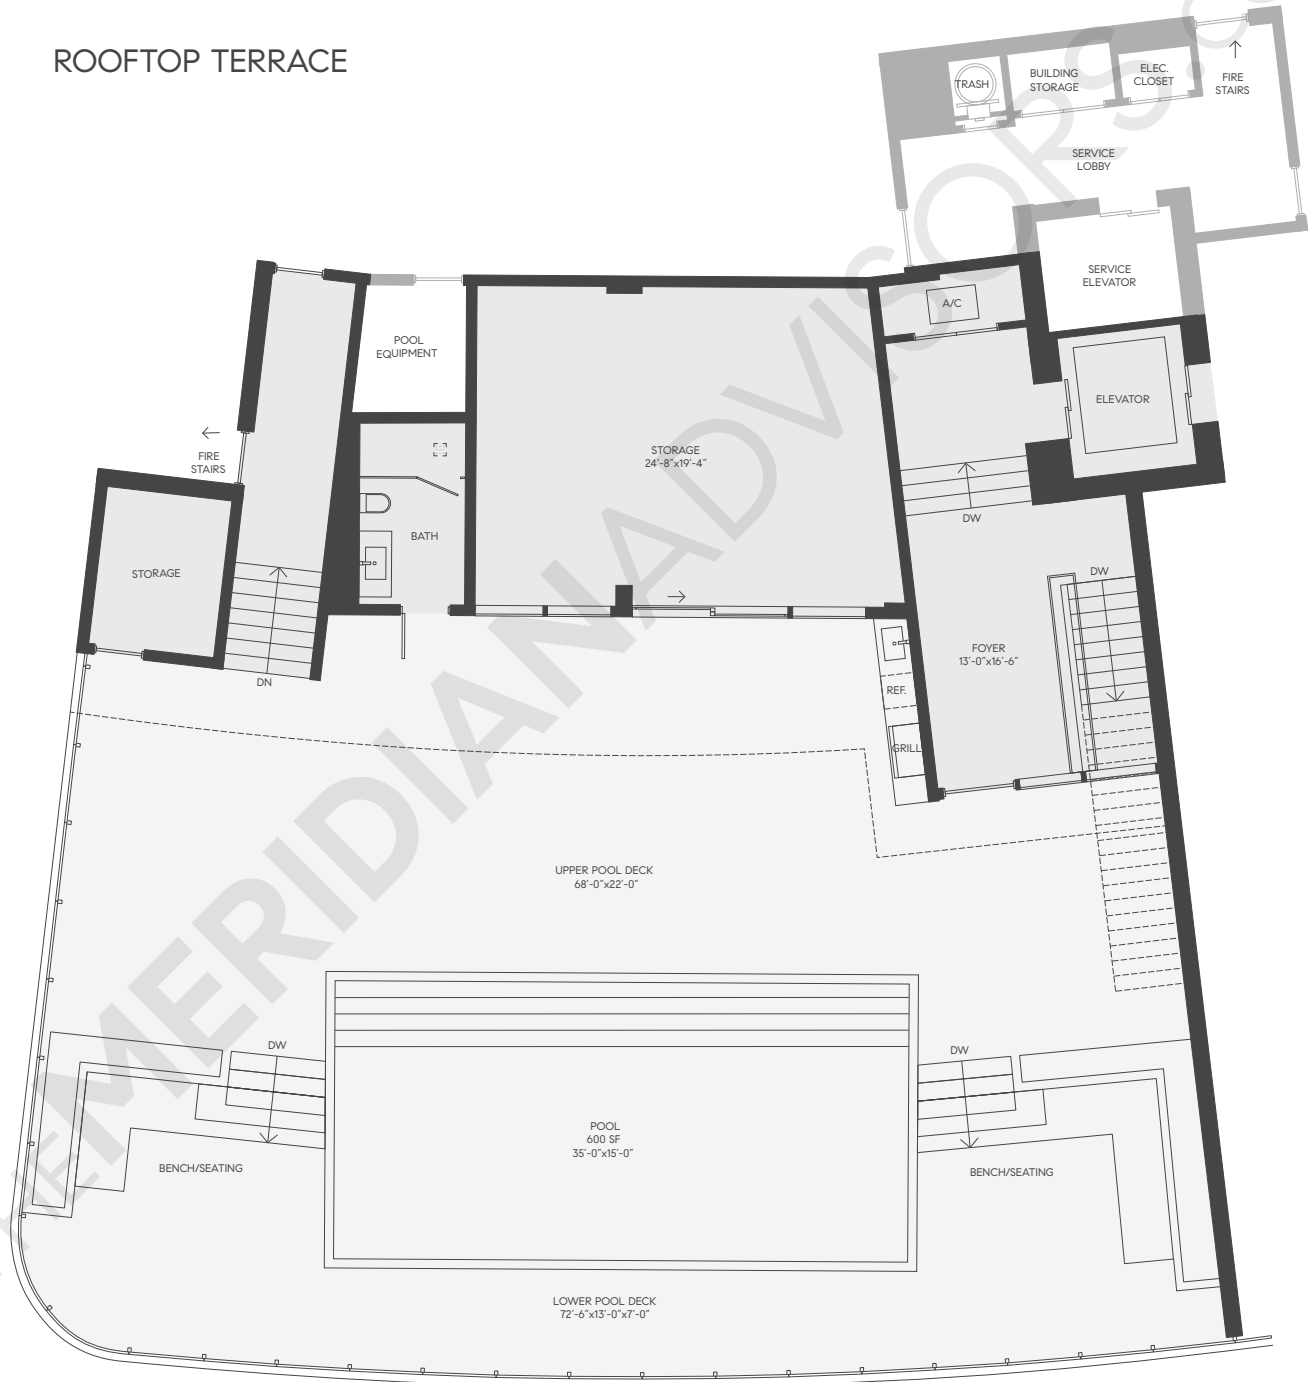 ROOFTOP TERRACE
TRASH
BUILDING
STORAGE
ELEC.
CLOSET
FIRE
STAIRS
SERVICE
LOBBY
SERVICE
ELEVATOR
A/C
POOL
EQUIPMENT
ELEVATOR
FIRE
STAIRS
STORAGE
24'-8"x19'-4"
DW
BATH
STORAGE
DW
FOYER
13'-0"x16'-6"
DN
REF.
GRILL
UPPER POOL DECK
68'-0"x22'-0"
DW
DW
POOL
600 SF
35'-0"x15'-0"
BENCH/SEATING
BENCH/SEATING
LOWER POOL DECK
72'-6"x13'-0"x7'-0"
THEMERIDIANADVISORS.CO